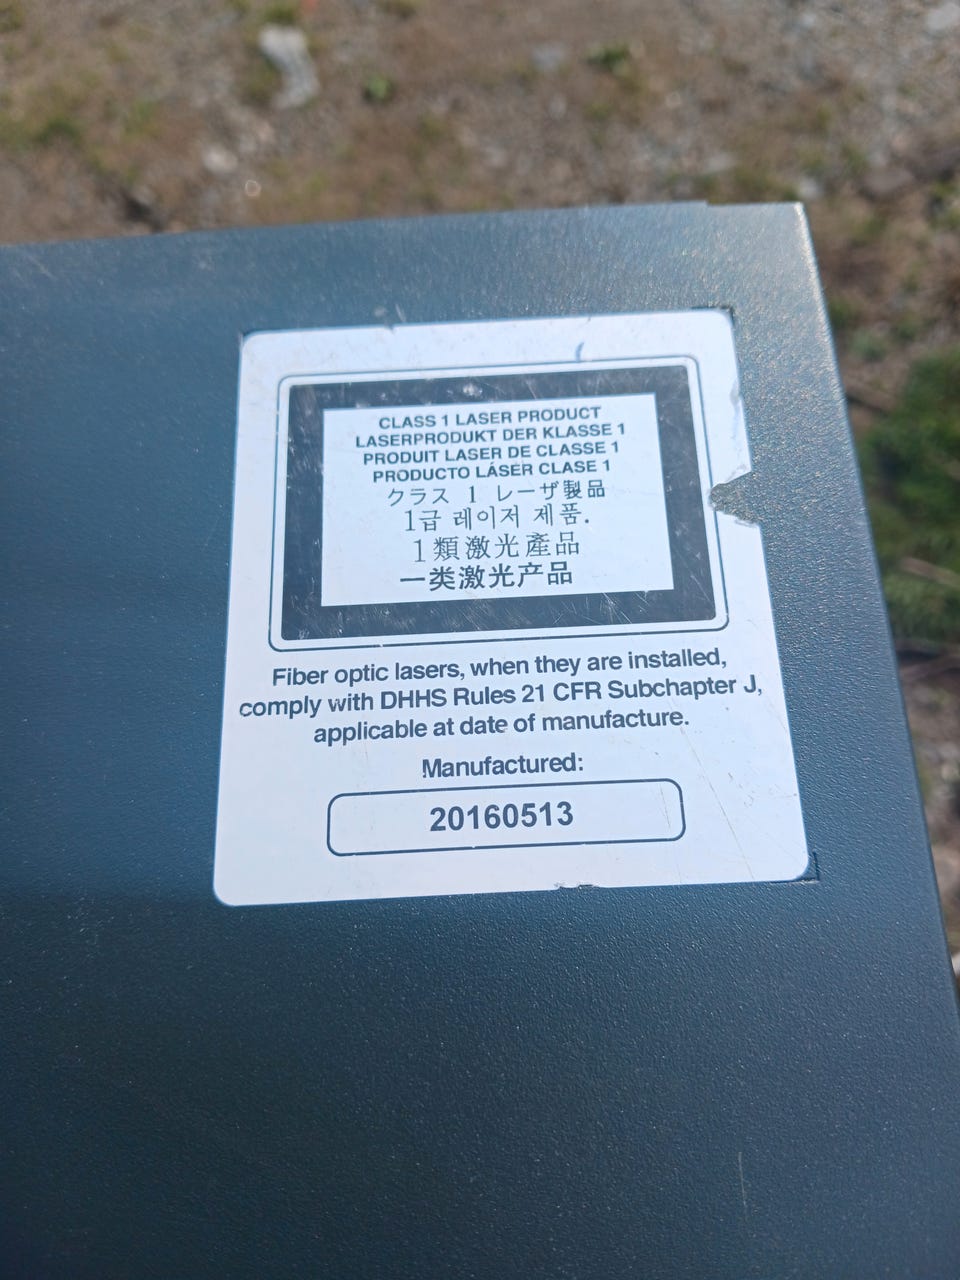 CLASS 1 LASER PRODUCT
LASERPRODUKT DER KLASSE 1
PRODUIT LASER DE CLASSE 1
PRODUCTO LÁSER CLASE 1
クラス 1 レーザ製品
1급 레이저 제품.
1類激光產品
一类激光产品
Fiber optic lasers, when they are installed,
comply with DHHS Rules 21 CFR Subchapter J,
applicable at date of manufacture.
Manufactured:
20160513